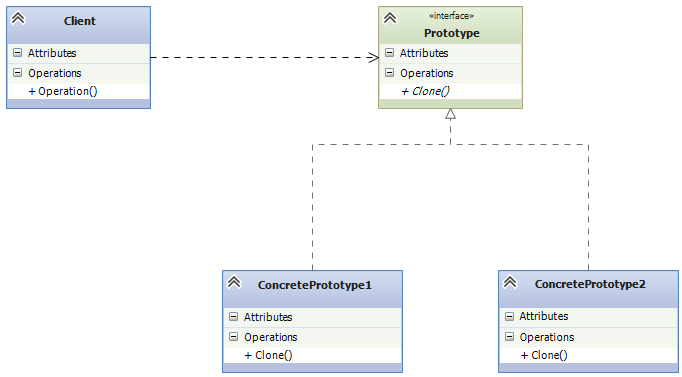 Client
Attributes
Operations
+ Operation()
«interface»
Prototype
Attributes
Operations
+ Clone()
ConcretePrototype1
Attributes
Operations
+ Clone()
ConcretePrototype2
Attributes
Operations
+ Clone()